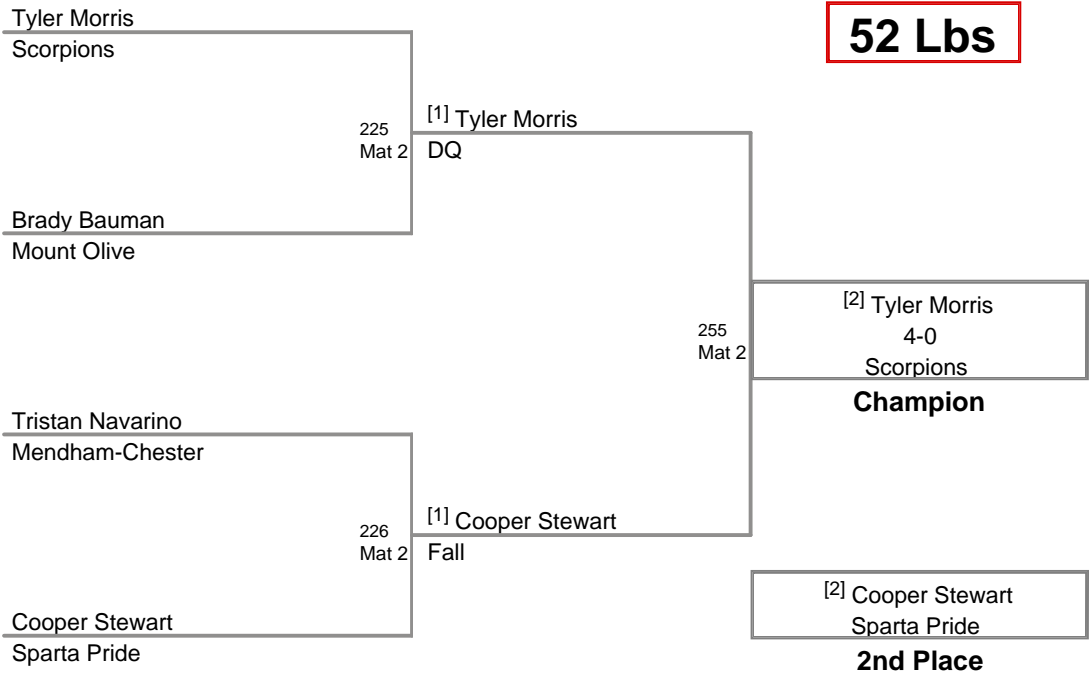 Tyler Morris
Scorpions
52 Lbs
225
Mat 2
[1] Tyler Morris
DQ
Brady Bauman
Mount Olive
255
Mat 2
[2] Tyler Morris
4-0
Scorpions
Champion
Tristan Navarino
Mendham-Chester
226
Mat 2
[1] Cooper Stewart
Fall
Cooper Stewart
Sparta Pride
[2] Cooper Stewart
Sparta Pride
2nd Place